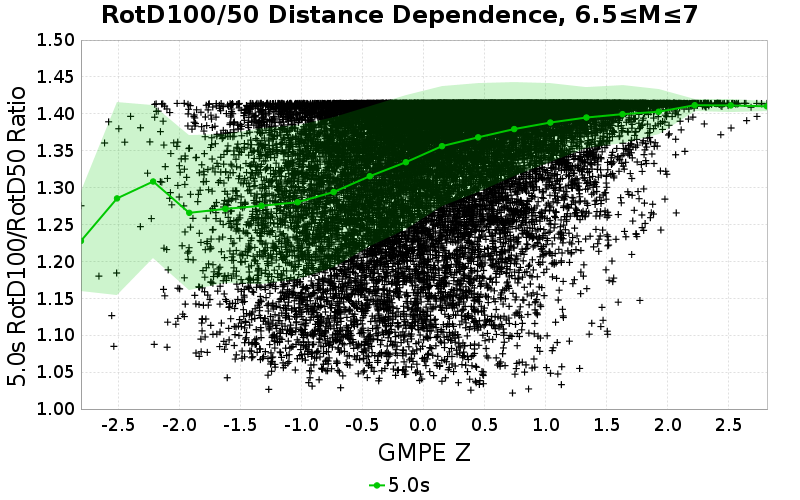 RotD100/50 Distance Dependence, 6.5≤M≤7
5.0s RotD100/RotD50 Ratio
1.50
1.45
1.40
1.35
1.30
1.25
1.20
1.15
1.10
1.05
1.00
-2.5 -2.0 -1.5 -1.0 -0.5 0.0 0.5 1.0 1.5 2.0 2.5
GMPE Z
5.0s